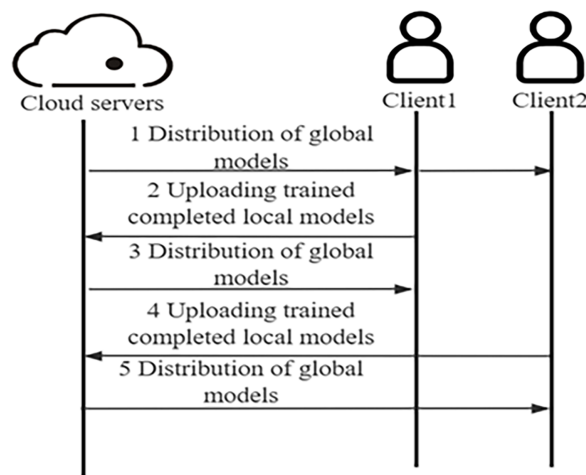 Cloud servers
Client1
Client2
1 Distribution of global
models
2 Uploading trained
completed local models
3 Distribution of global
models
4 Uploading trained
completed local models
5 Distribution of global
models